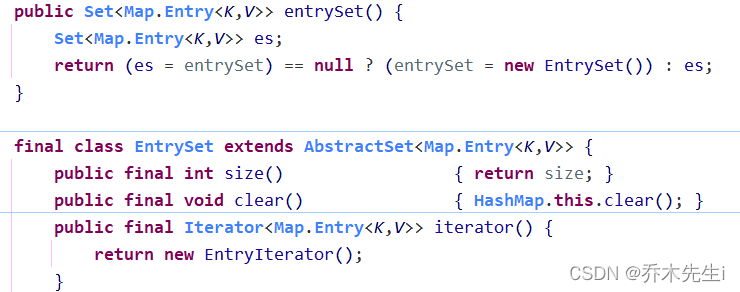 public Set<Map.Entry<K,V>> entrySet() {
    Set<Map.Entry<K,V>> es;
    return (es = entrySet) == null ? (entrySet = new EntrySet()) : es;
}
final class EntrySet extends AbstractSet<Map.Entry<K,V>> {
    public final int size()                 { return size; }
    public final void clear()               { HashMap.this.clear(); }
    public final Iterator<Map.Entry<K,V>> iterator() {
        return new EntryIterator();
    }
CSDN @乔木先生i